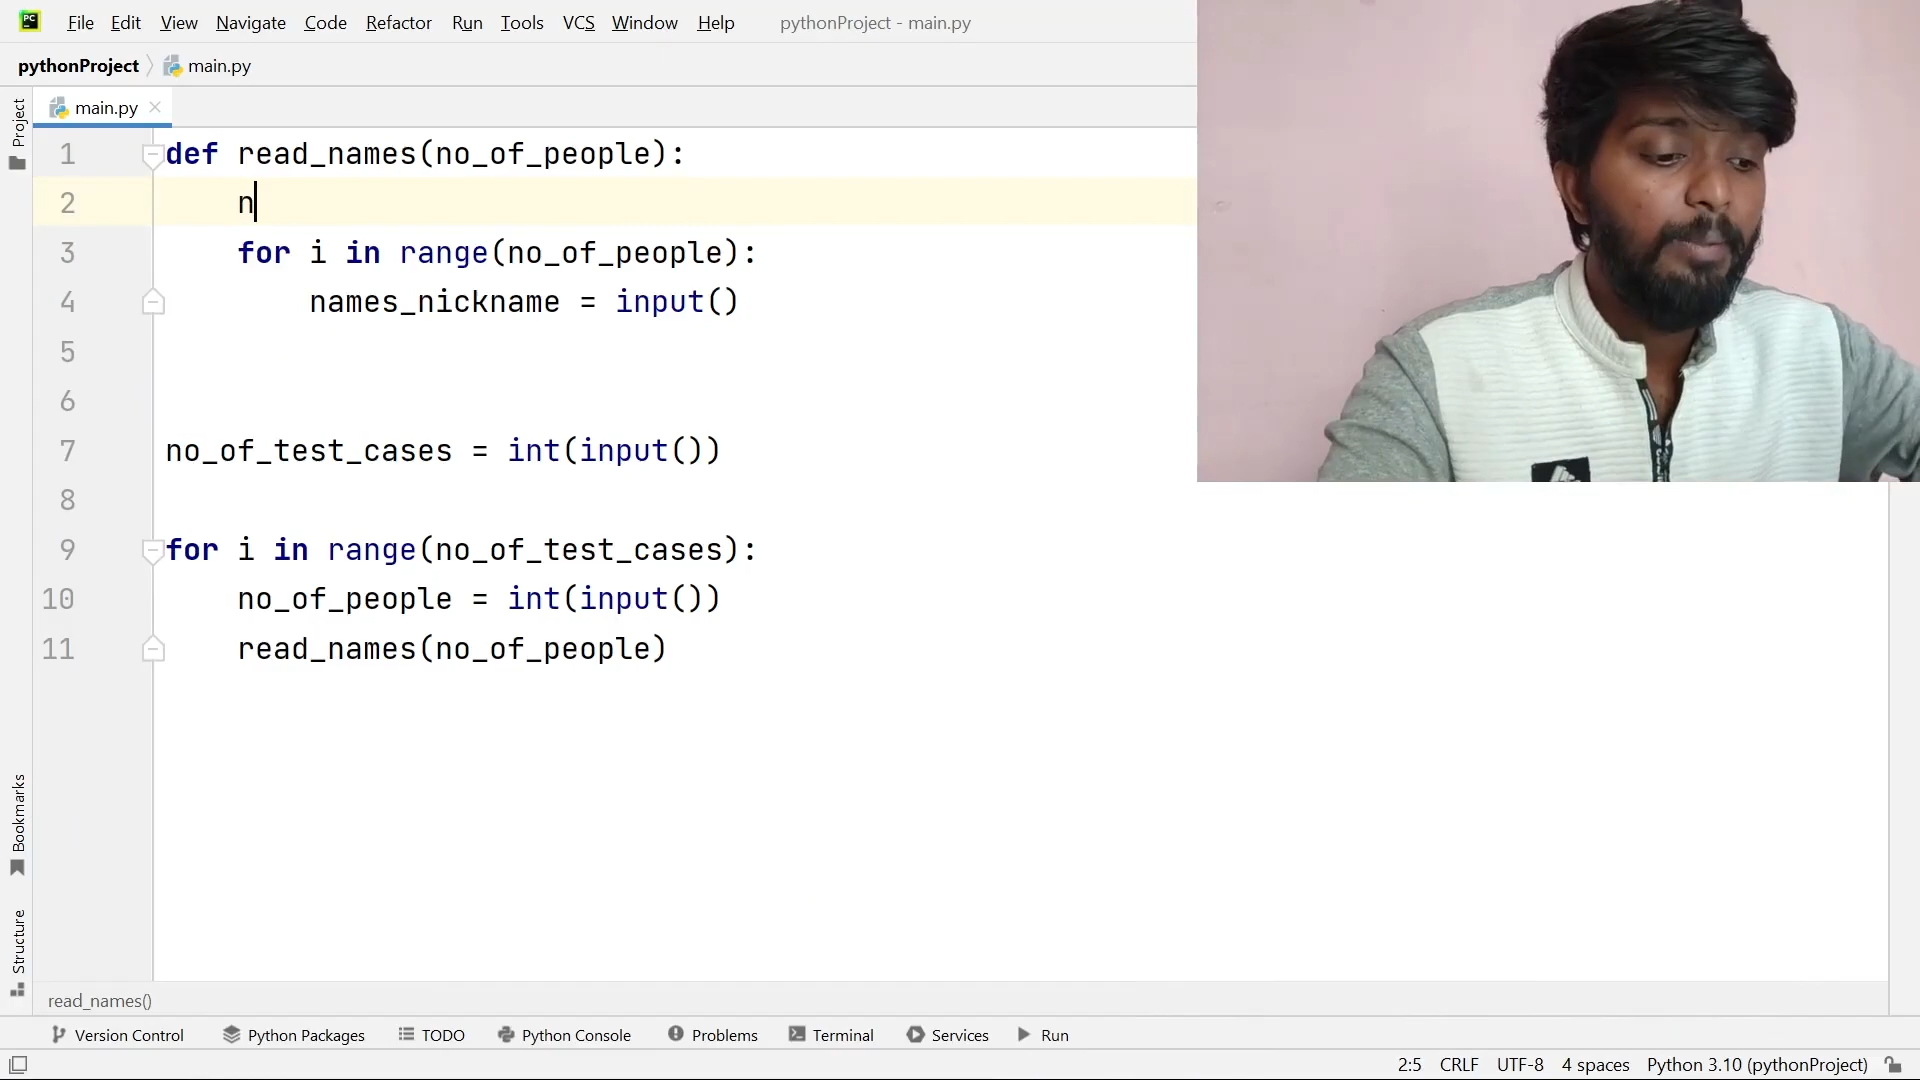 PC File Edit View Navigate Code Refactor Run Tools VCS Window Help pythonProject - main.py
pythonProject main.py
Project
main.py
1 def read_names(no_of_people):
2 n
3 for i in range(no_of_people):
4 names_nickname = input()
5
6
7 no_of_test_cases = int(input())
8
9 for i in range(no_of_test_cases):
10 no_of_people = int(input())
11 read_names(no_of_people)
Bookmarks
Structure
read_names()
Version Control Python Packages TODO Python Console Problems Terminal Services Run
2:5 CRLF UTF-8 4 spaces Python 3.10 (pythonProject)